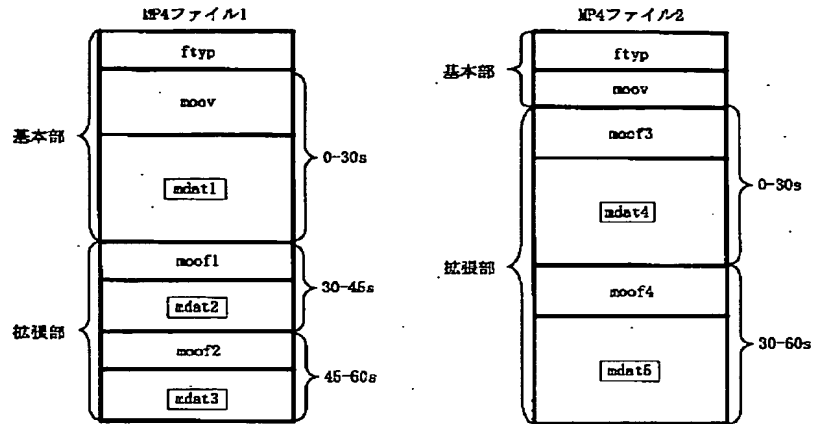 MP4ファイル1
ftyp
moov
基本部
0-30s
mdat1
moof1
30-45s
mdat2
拡張部
moof2
45-60s
mdat3
MP4ファイル2
ftyp
基本部
moov
moof3
0-30s
mdat4
拡張部
moof4
30-60s
mdat5